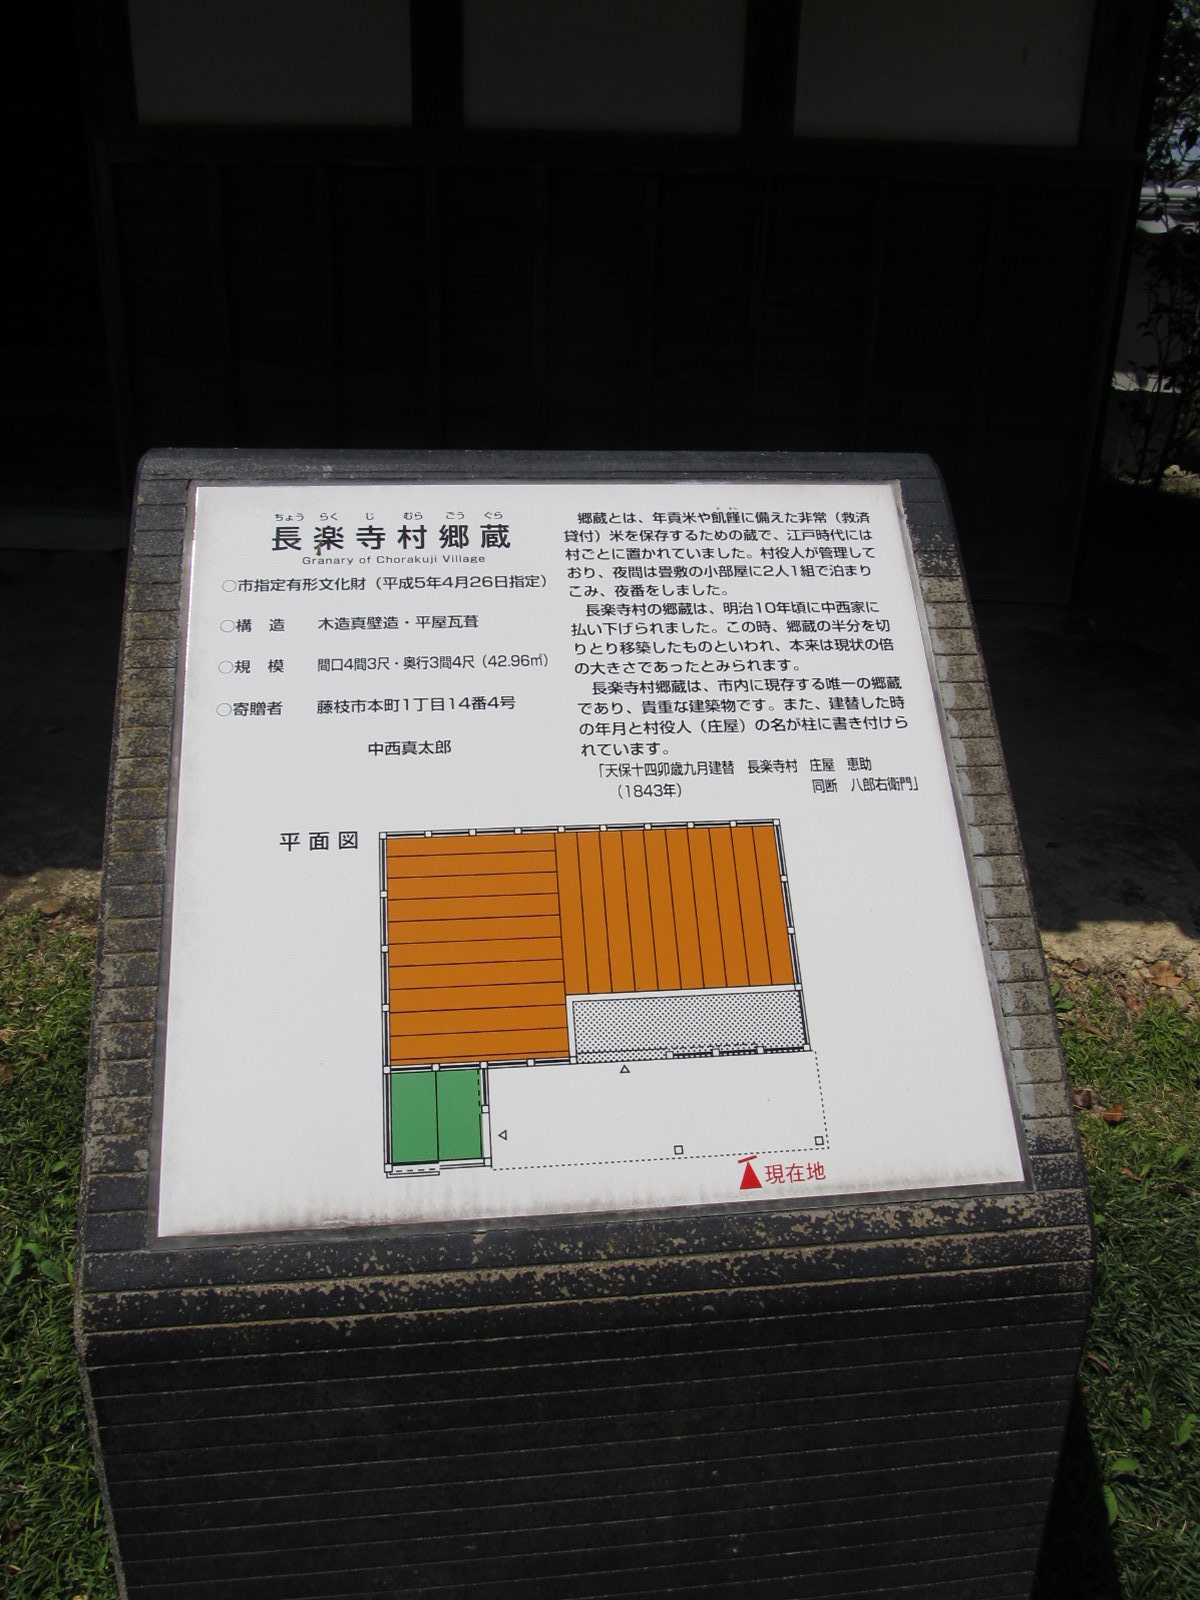 ちょう らく じ むら ごう ぐら
長楽寺村郷蔵
Granary of Chorakuji Village
○市指定有形文化財（平成5年4月26日指定）
○構　造　木造真壁造・平屋瓦葺
○規　模　間口4間3尺・奥行3間4尺（42.96㎡）
○寄贈者　藤枝市本町1丁目14番4号
中西真太郎
郷蔵とは、年貢米や飢饉に備えた非常（救済
貸付）米を保存するための蔵で、江戸時代には
村ごとに置かれていました。村役人が管理して
おり、夜間は畳敷の小部屋に2人1組で泊まり
こみ、夜番をしました。
長楽寺村の郷蔵は、明治10年頃に中西家に
払い下げられました。この時、郷蔵の半分を切
りとり移築したものといわれ、本来は現状の倍
の大きさであったとみられます。
長楽寺村郷蔵は、市内に現存する唯一の郷蔵
であり、貴重な建築物です。また、建替した時
の年月と村役人（庄屋）の名が柱に書き付けら
れています。
「天保十四卯歳九月建替　長楽寺村　庄屋　恵助
（1843年）　同断　八郎右衛門」
平面図
現在地